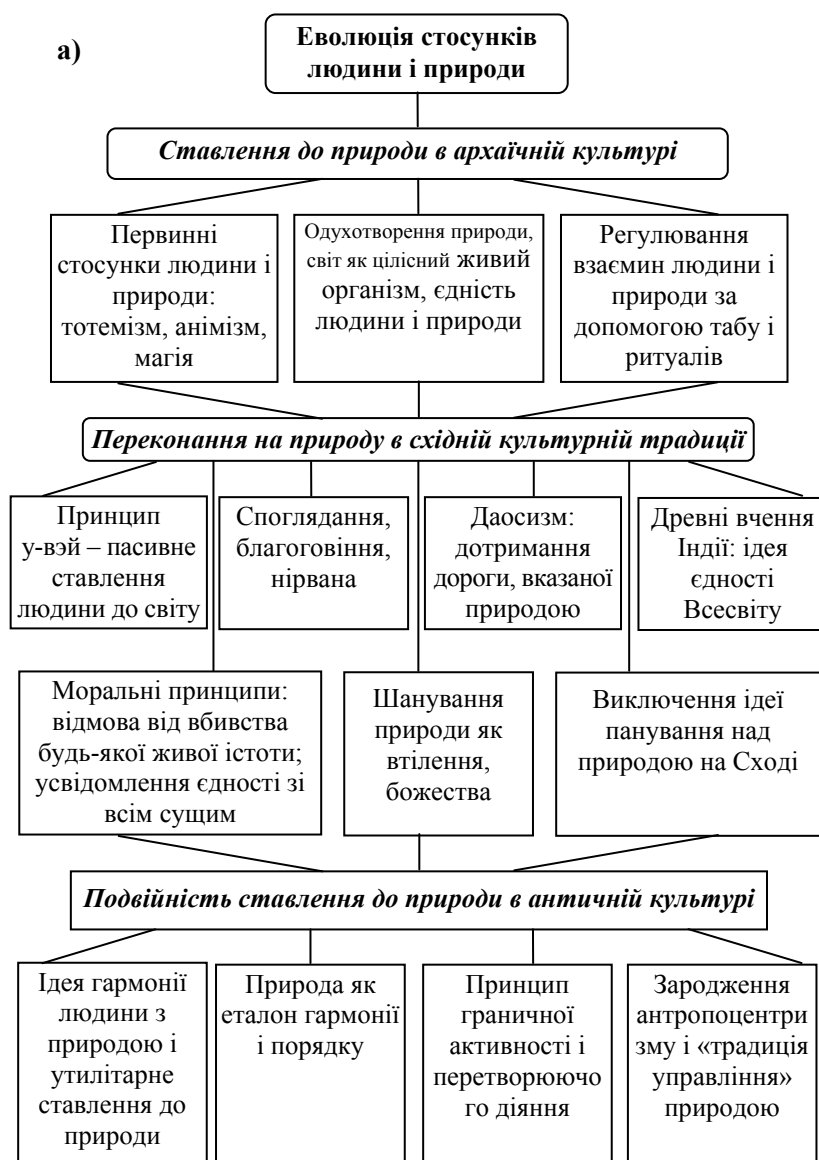 а)
Еволюція стосунків
людини і природи
Ставлення до природи в архаїчній культурі
Первинні
стосунки людини і
природи:
тотемізм, анімізм,
магія
Одухотворення природи,
світ як цілісний живий
організм, єдність
людини і природи
Регулювання
взаємин людини і
природи за
допомогою табу і
ритуалів
Переконання на природу в східній культурній традиції
Принцип
у-вэй – пасивне
ставлення
людини до світу
Споглядання,
благоговіння,
нірвана
Даосизм:
дотримання
дороги, вказаної
природою
Древні вчення
Індії: ідея
єдності
Всесвіту
Моральні принципи:
відмова від вбивства
будь-якої живої істоти;
усвідомлення єдності зі
всім сущим
Шанування
природи як
втілення,
божества
Виключення ідеї
панування над
природою на Сході
Подвійність ставлення до природи в античній культурі
Ідея гармонії
людини з
природою і
утилітарне
ставлення до
природи
Природа як
еталон гармонії
і порядку
Принцип
граничної
активності і
перетворюючо
го діяння
Зародження
антропоцентри
зму і «традиція
управління»
природою